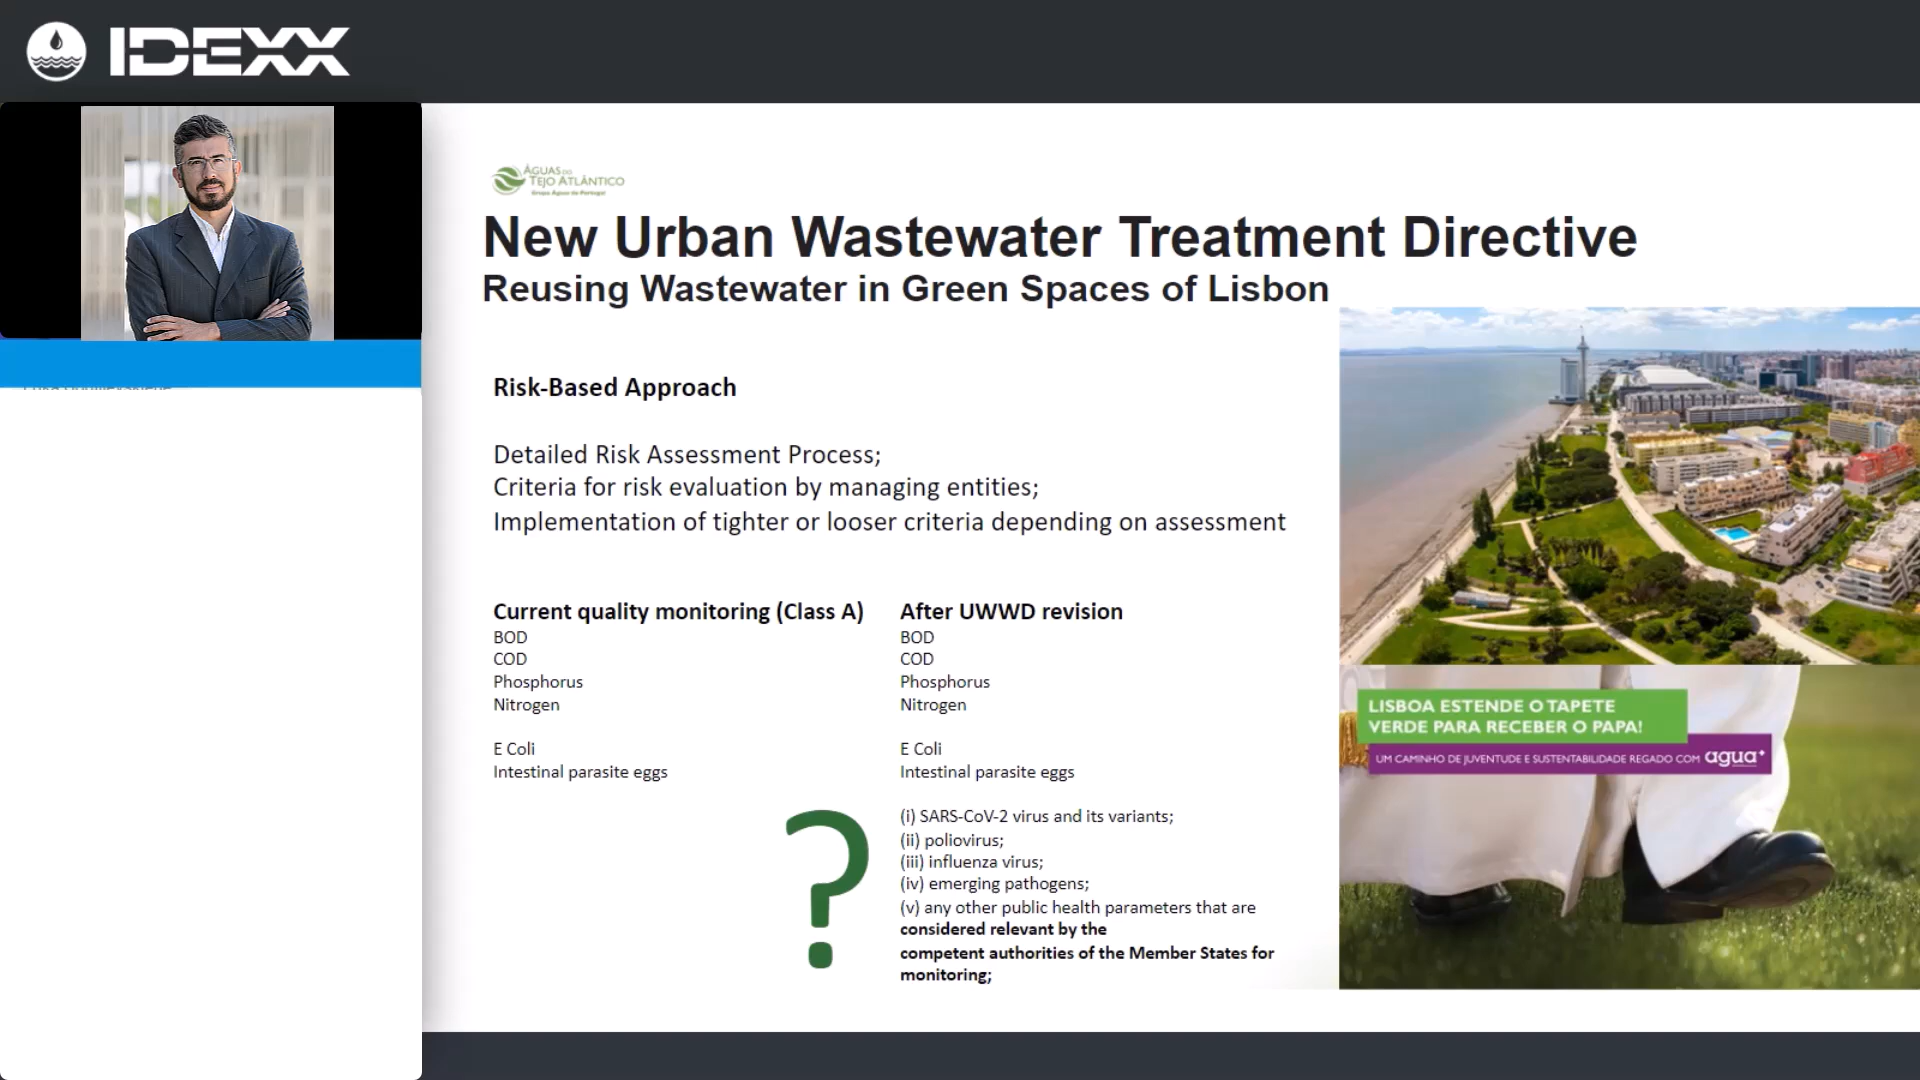 IDEXX
ÁGUAS DO
TEJO ATLÂNTICO
Grupo Águas de Portugal
New Urban Wastewater Treatment Directive
Reusing Wastewater in Green Spaces of Lisbon
Risk-Based Approach
Detailed Risk Assessment Process;
Criteria for risk evaluation by managing entities;
Implementation of tighter or looser criteria depending on assessment
Current quality monitoring (Class A)
BOD
COD
Phosphorus
Nitrogen
E Coli
Intestinal parasite eggs
?
After UWWD revision
BOD
COD
Phosphorus
Nitrogen
E Coli
Intestinal parasite eggs
(i) SARS-CoV-2 virus and its variants;
(ii) poliovirus;
(iii) influenza virus;
(iv) emerging pathogens;
(v) any other public health parameters that are
considered relevant by the
competent authorities of the Member States for
monitoring;
LISBOA ESTENDE O TAPETE
VERDE PARA RECEBER O PAPA!
UM CAMINHO DE JUVENTUDE E SUSTENTABILIDADE REGADO COM água+